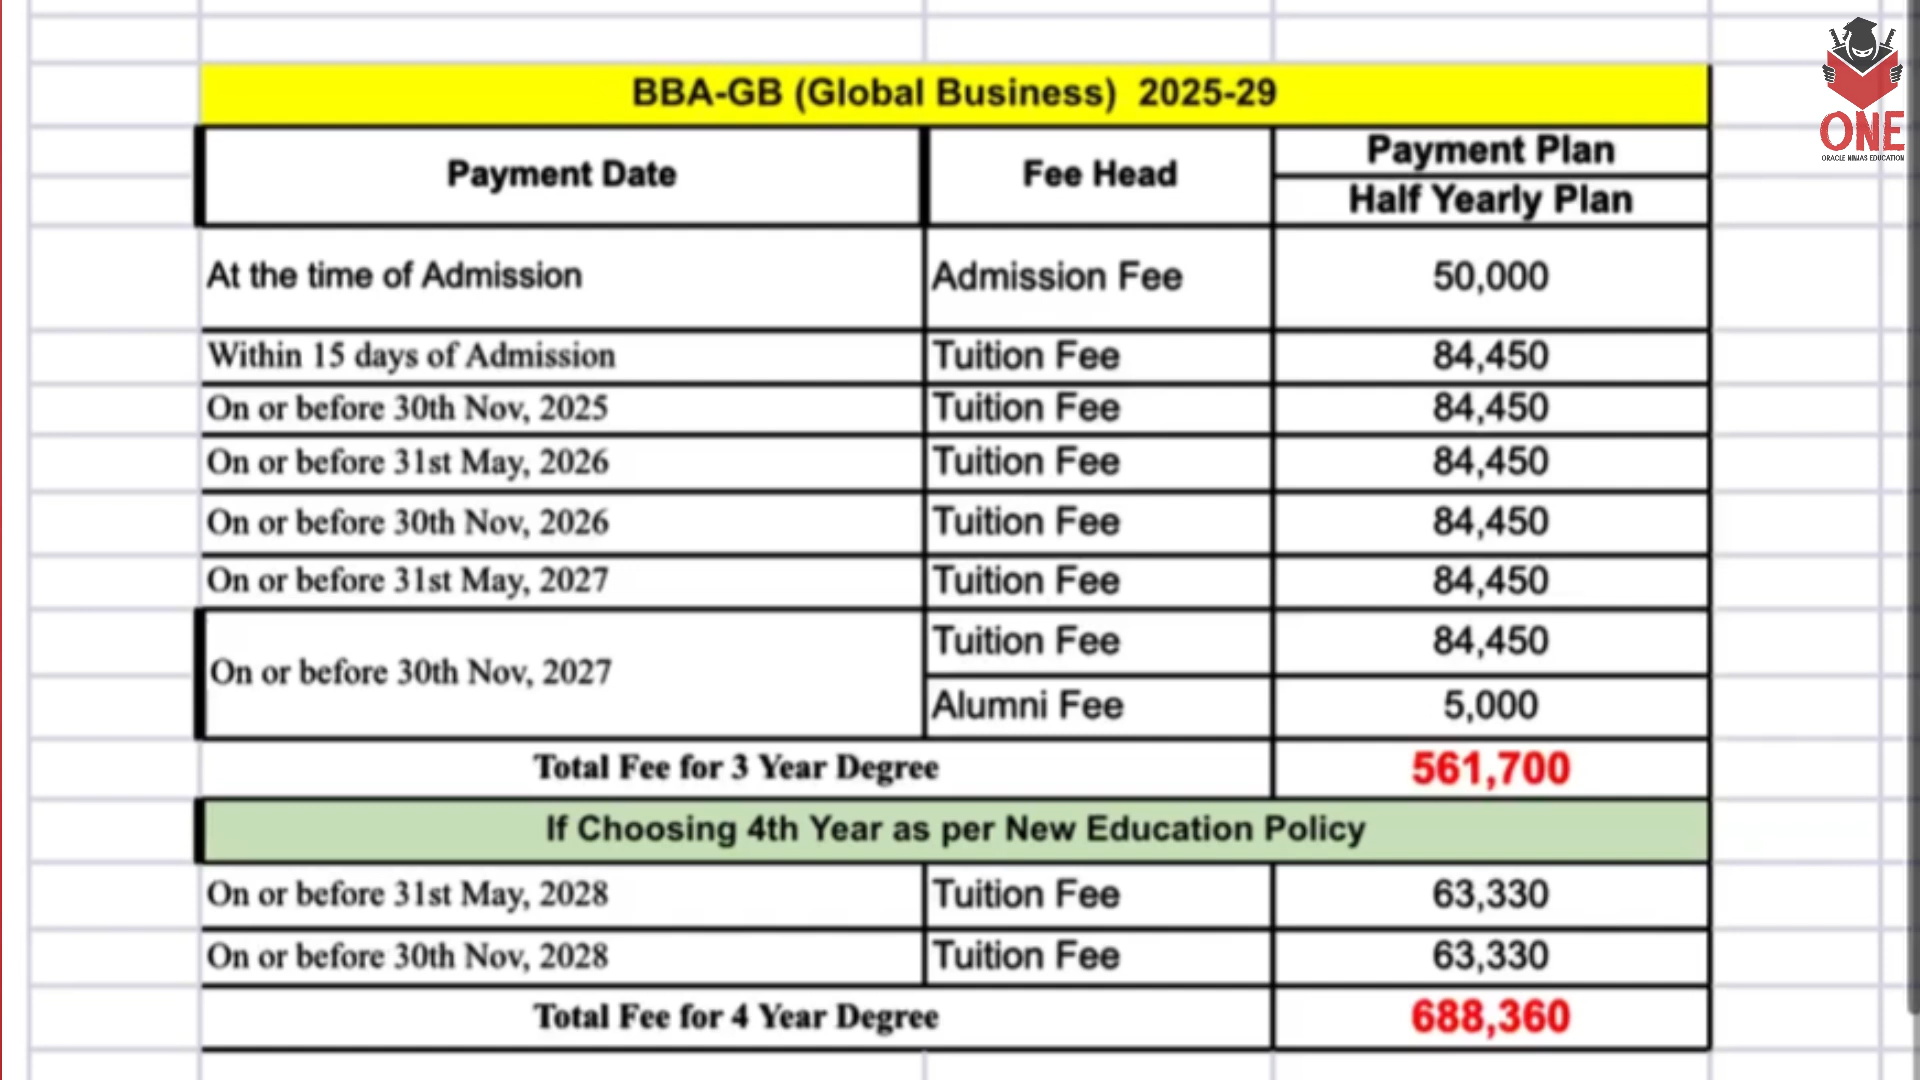 BBA-GB (Global Business) 2025-29
Payment Date Fee Head Payment Plan
Half Yearly Plan
At the time of Admission Admission Fee 50,000
Within 15 days of Admission Tuition Fee 84,450
On or before 30th Nov, 2025 Tuition Fee 84,450
On or before 31st May, 2026 Tuition Fee 84,450
On or before 30th Nov, 2026 Tuition Fee 84,450
On or before 31st May, 2027 Tuition Fee 84,450
On or before 30th Nov, 2027 Tuition Fee 84,450
Alumni Fee 5,000
Total Fee for 3 Year Degree 561,700
If Choosing 4th Year as per New Education Policy
On or before 31st May, 2028 Tuition Fee 63,330
On or before 30th Nov, 2028 Tuition Fee 63,330
Total Fee for 4 Year Degree 688,360
ONE
ORACLE NINJAS EDUCATION